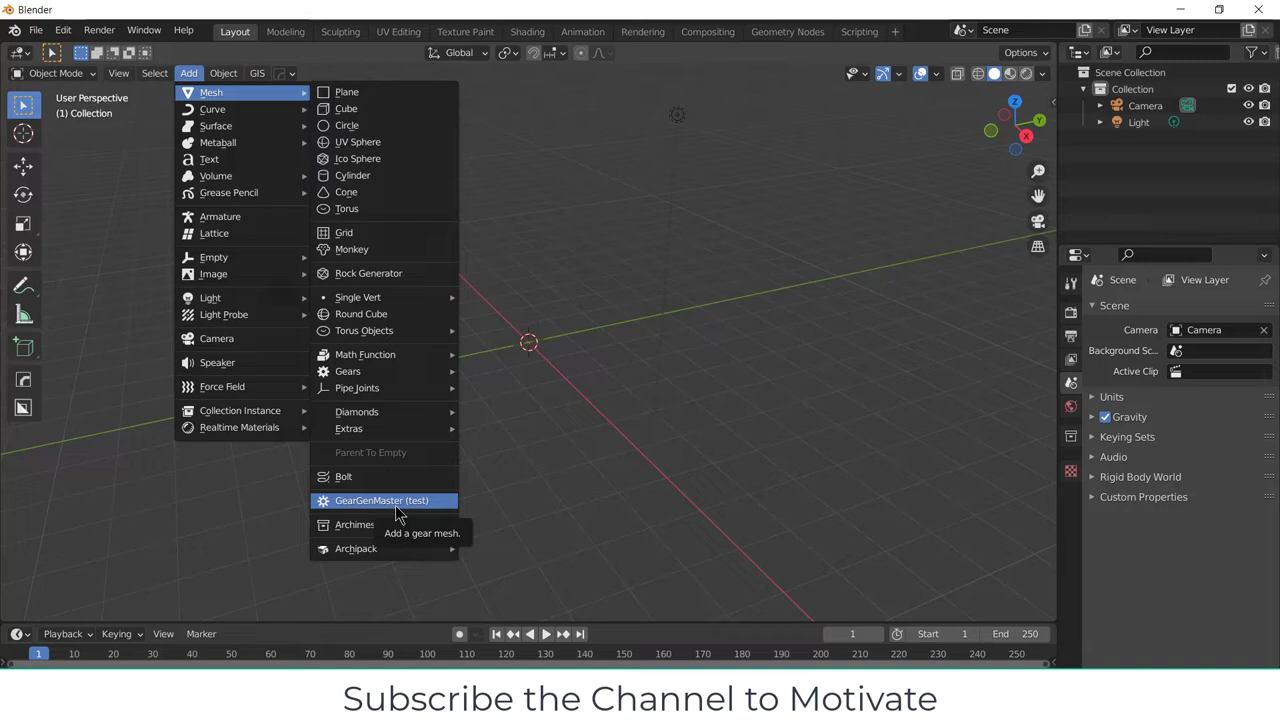 Blender
File Edit Render Window Help Layout Modeling Sculpting UV Editing Texture Paint Shading Animation Rendering Compositing Geometry Nodes Scripting + Scene View Layer
Global Options
Object Mode View Select Add Object GIS
User Perspective
(1) Collection
Mesh
Curve
Surface
Metaball
Text
Volume
Grease Pencil
Armature
Lattice
Empty
Image
Light
Light Probe
Camera
Speaker
Force Field
Collection Instance
Realtime Materials
Plane
Cube
Circle
UV Sphere
Ico Sphere
Cylinder
Cone
Torus
Grid
Monkey
Rock Generator
Single Vert
Round Cube
Torus Objects
Math Function
Gears
Pipe Joints
Diamonds
Extras
Parent To Empty
Bolt
GearGenMaster (test)
Archimes
Add a gear mesh.
Archipack
Z
Y
X
Scene Collection
Collection
Camera
Light
Scene View Layer
Scene
Camera Camera
Background Sc...
Active Clip
Units
Gravity
Keying Sets
Audio
Rigid Body World
Custom Properties
Playback Keying View Marker 1 Start 1 End 250
1 10 20 30 40 50 60 70 80 90 100 110 120 130 140 150 160 170 180 190 200 210 220 230 240 250
Subscribe the Channel to Motivate